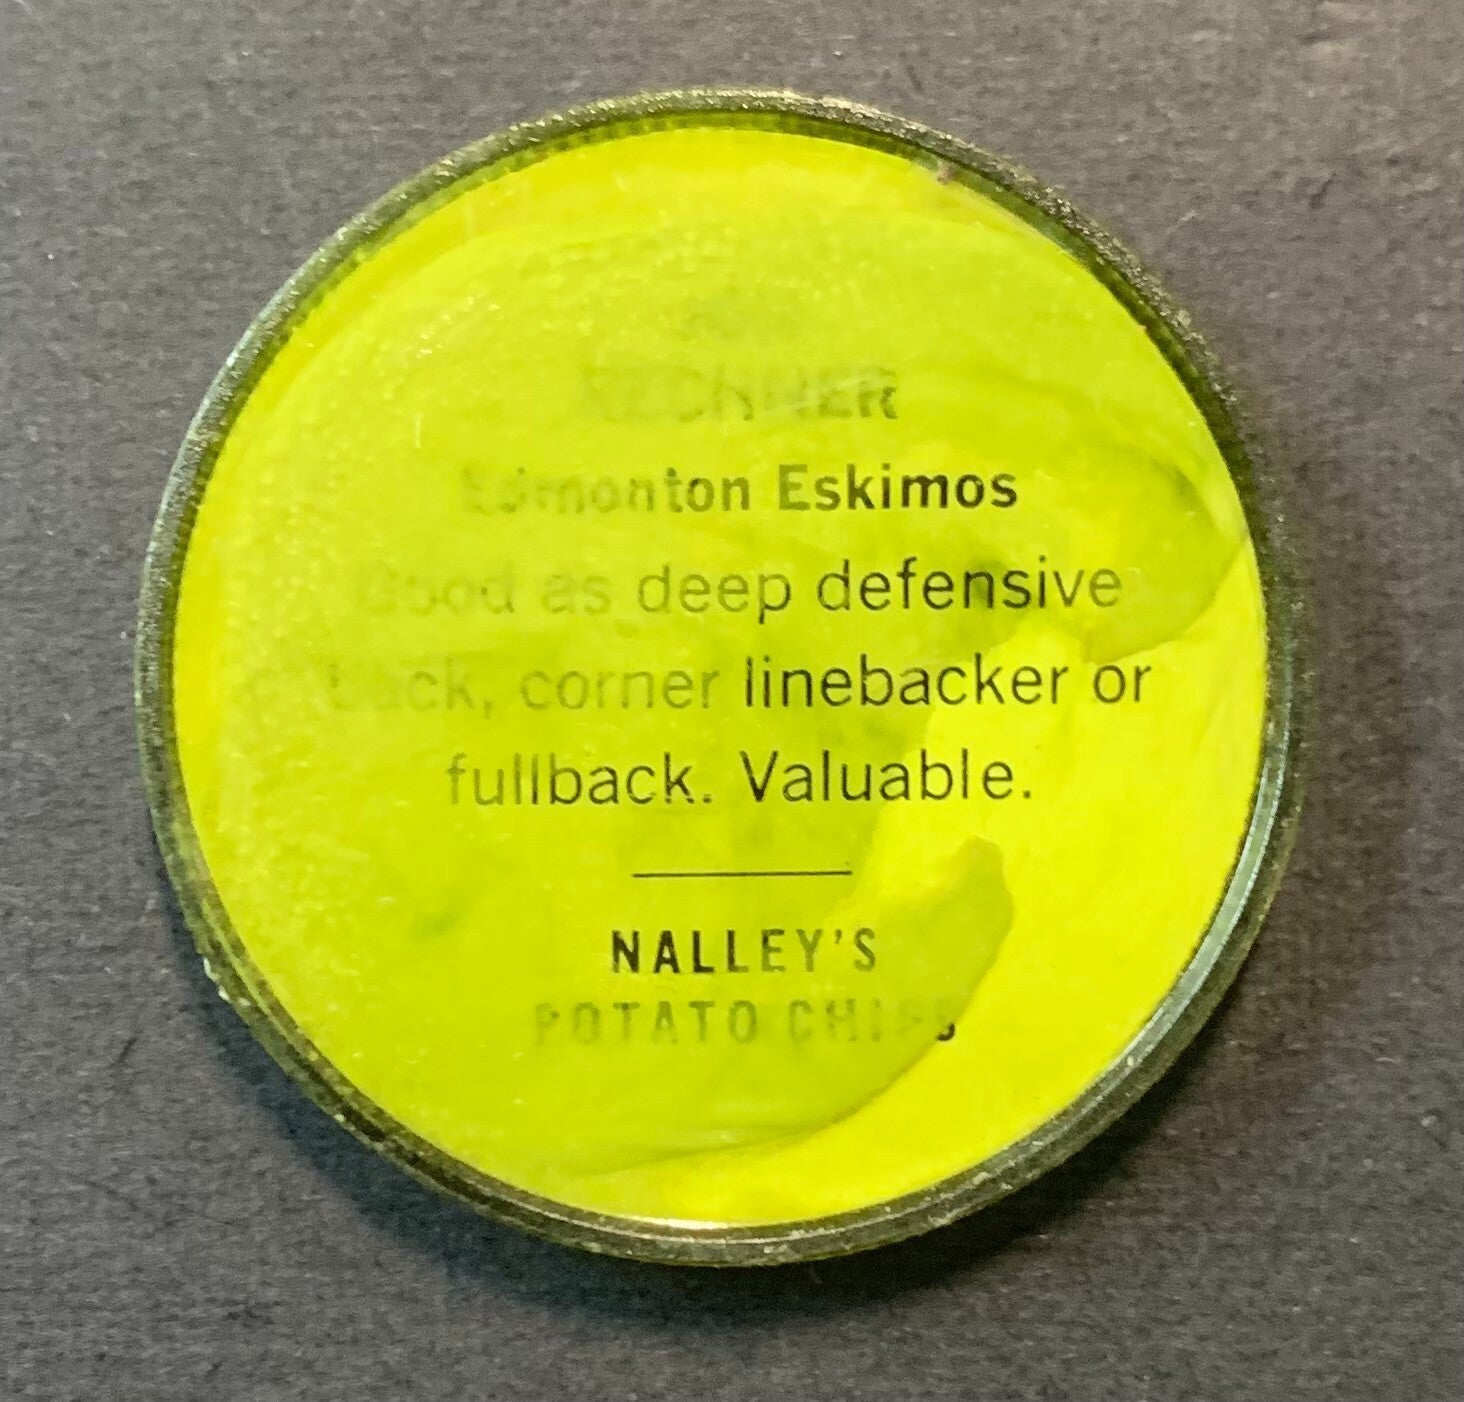 Edmonton Eskimos
Good as deep defensive
back, corner linebacker or
fullback. Valuable.
NALLEY'S
POTATO CHIPS